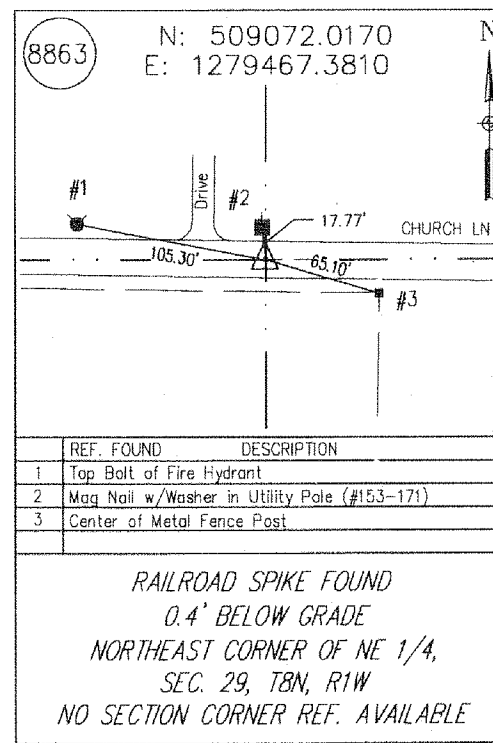 8863
N: 509072.0170
E: 1279467.3810
N
#1
Drive
#2
17.77'
CHURCH LN
105.30'
65.10'
#3
REF. FOUND DESCRIPTION
1 Top Bolt of Fire Hydrant
2 Mag Nail w/Washer in Utility Pole (#153-171)
3 Center of Metal Fence Post
RAILROAD SPIKE FOUND
0.4' BELOW GRADE
NORTHEAST CORNER OF NE 1/4,
SEC. 29, T8N, R1W
NO SECTION CORNER REF. AVAILABLE